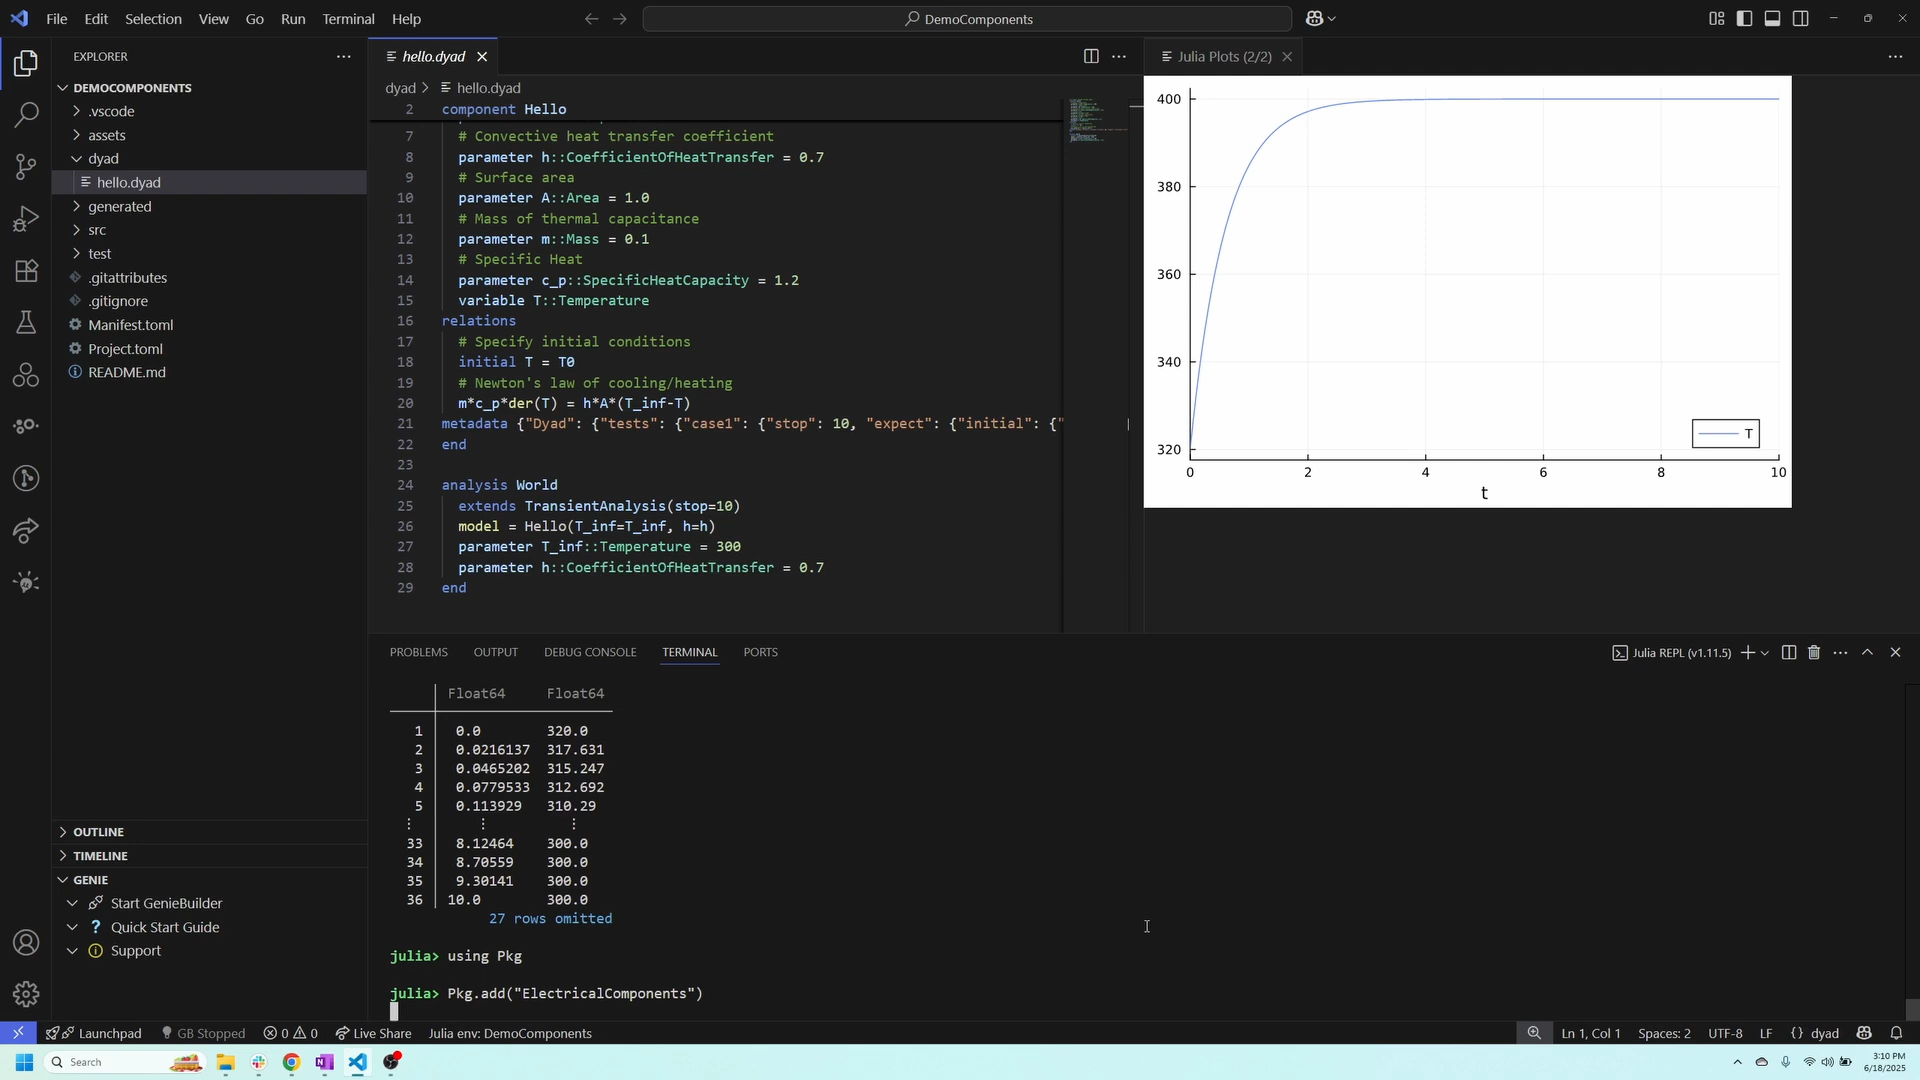 File Edit Selection View Go Run Terminal Help
DemoComponents
EXPLORER
DEMOCOMPONENTS
.vscode
assets
dyad
hello.dyad
generated
src
test
.gitattributes
.gitignore
Manifest.toml
Project.toml
README.md
OUTLINE
TIMELINE
GENIE
Start GenieBuilder
Quick Start Guide
Support
hello.dyad
dyad > hello.dyad
2 component Hello
7 # Convective heat transfer coefficient
8 parameter h::CoefficientOfHeatTransfer = 0.7
9 # Surface area
10 parameter A::Area = 1.0
11 # Mass of thermal capacitance
12 parameter m::Mass = 0.1
13 # Specific Heat
14 parameter c_p::SpecificHeatCapacity = 1.2
15 variable T::Temperature
16 relations
17 # Specify initial conditions
18 initial T = T0
19 # Newton's law of cooling/heating
20 m*c_p*der(T) = h*A*(T_inf-T)
21 metadata {"Dyad": {"tests": {"case1": {"stop": 10, "expect": {"initial": {"
22 end
23
24 analysis World
25 extends TransientAnalysis(stop=10)
26 model = Hello(T_inf=T_inf, h=h)
27 parameter T_inf::Temperature = 300
28 parameter h::CoefficientOfHeatTransfer = 0.7
29 end
Julia Plots (2/2)
400
380
360
340
320
0 2 4 6 8 10
t
T
PROBLEMS OUTPUT DEBUG CONSOLE TERMINAL PORTS
Julia REPL (v1.11.5)
Float64 Float64
1 0.0 320.0
2 0.0216137 317.631
3 0.0465202 315.247
4 0.0779533 312.692
5 0.113929 310.29
⋮ ⋮ ⋮
33 8.12464 300.0
34 8.70559 300.0
35 9.30141 300.0
36 10.0 300.0
27 rows omitted
julia> using Pkg
julia> Pkg.add("ElectricalComponents")
Launchpad GB Stopped 0 0 Live Share Julia env: DemoComponents
Ln 1, Col 1 Spaces: 2 UTF-8 LF {} dyad
Search
3:10 PM
6/18/2025